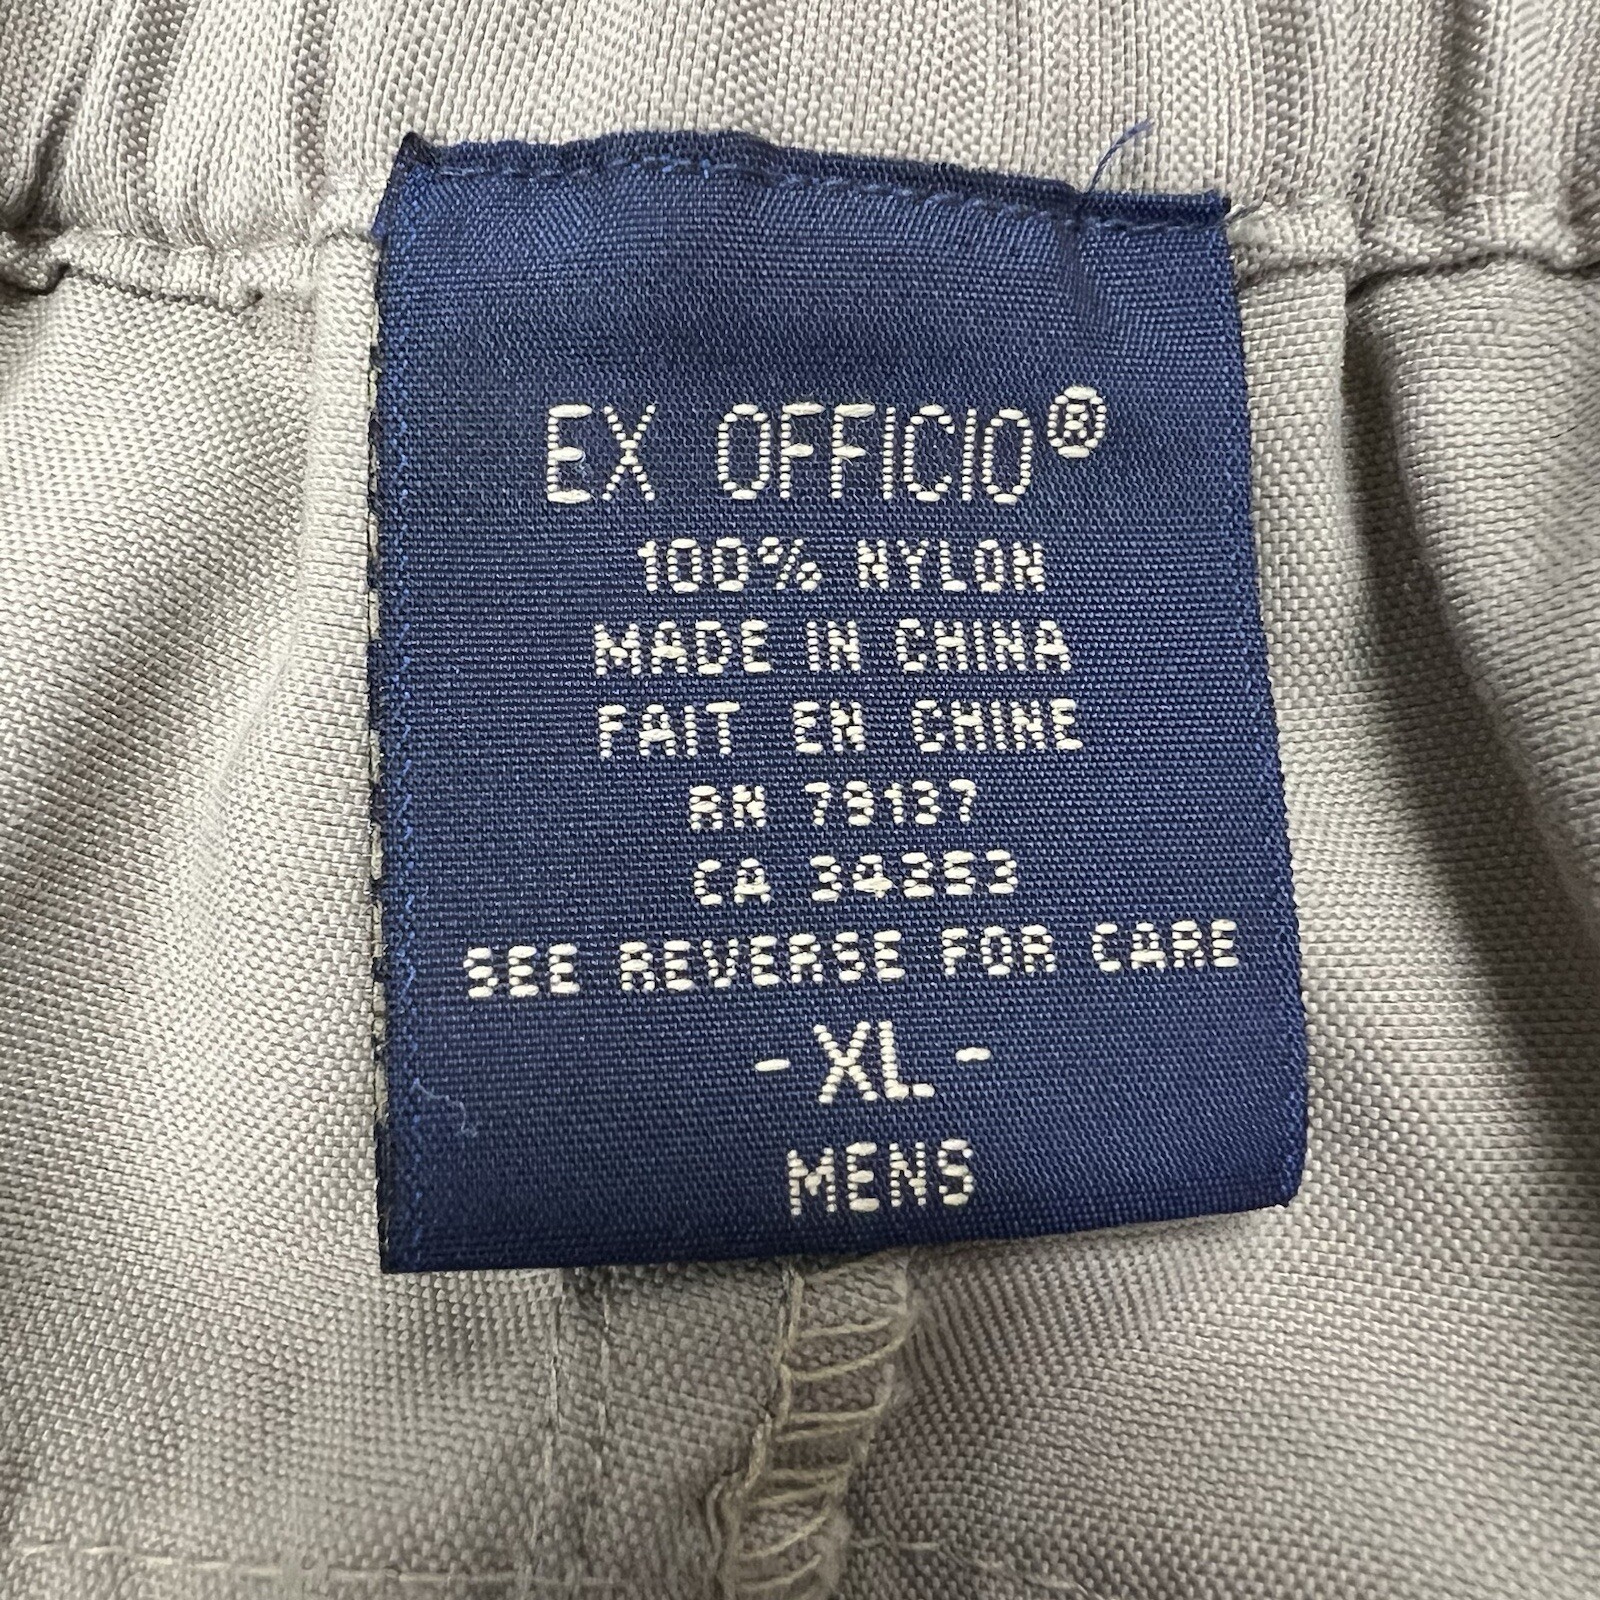 EX OFFICIO®
100% NYLON
MADE IN CHINA
FAIT EN CHINE
RN 79137
CA 34253
SEE REVERSE FOR CARE
- XL -
MENS